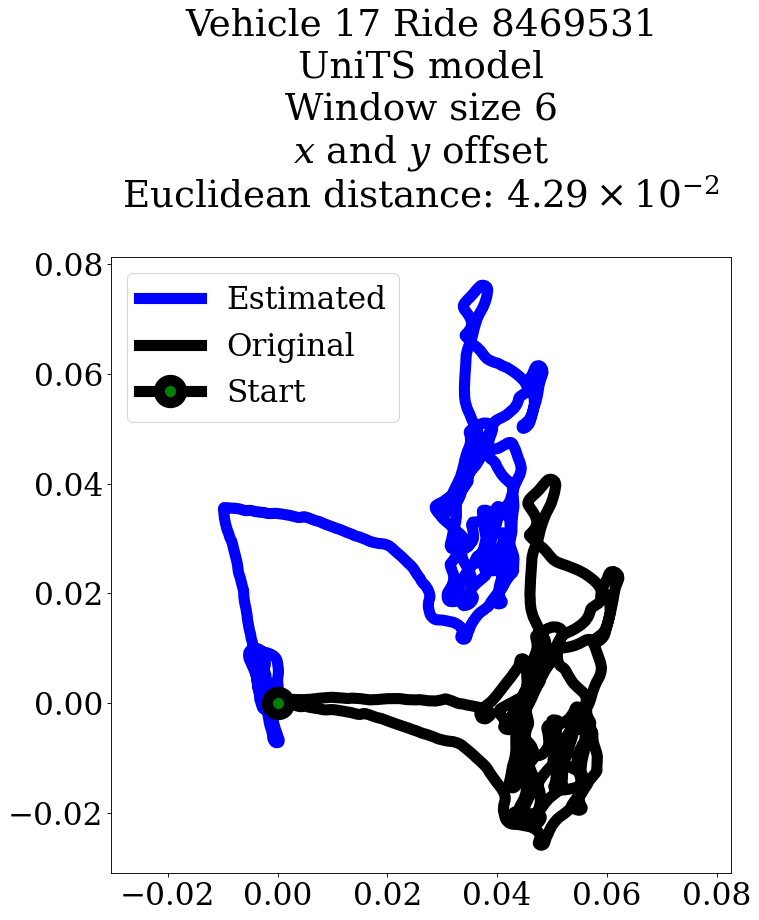 Vehicle 17 Ride 8469531
UniTS model
Window size 6
x and y offset
Euclidean distance: 4.29 × 10⁻²
Estimated
Original
Start
0.08
0.06
0.04
0.02
0.00
−0.02
−0.02 0.00 0.02 0.04 0.06 0.08